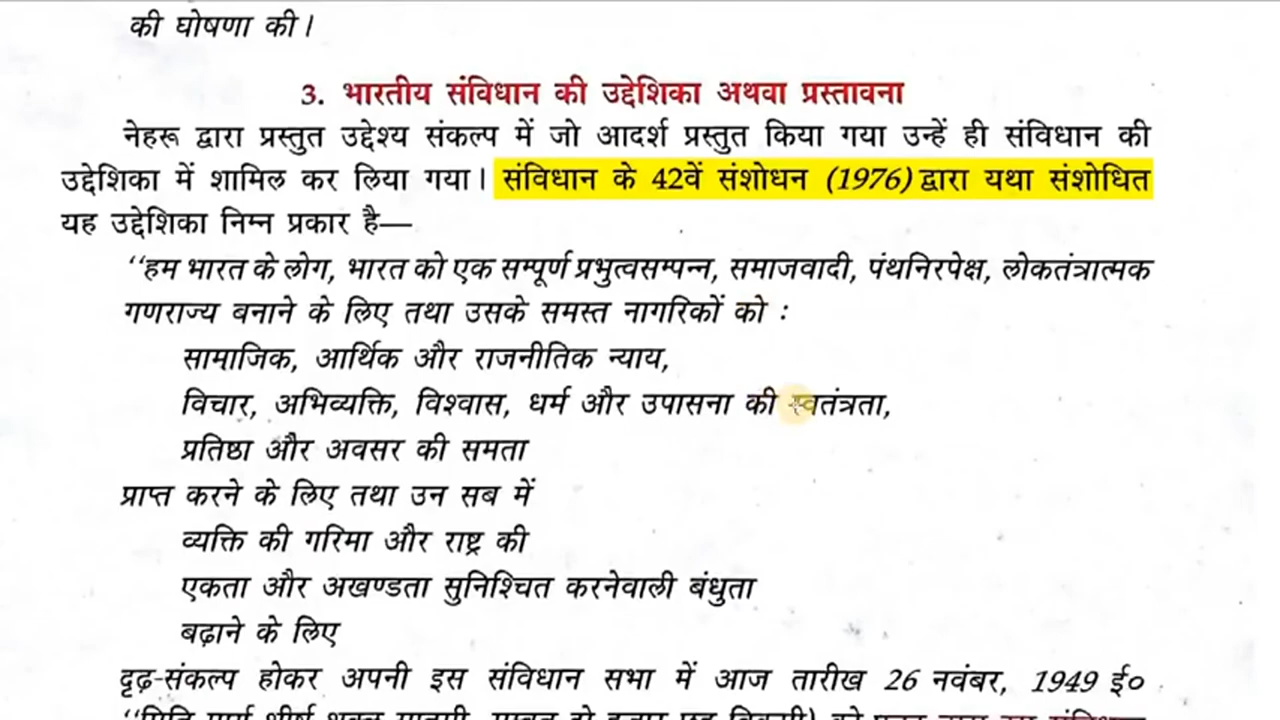 की घोषणा की।
3. भारतीय संविधान की उद्देशिका अथवा प्रस्तावना
नेहरू द्वारा प्रस्तुत उद्देश्य संकल्प में जो आदर्श प्रस्तुत किया गया उन्हें ही संविधान की
उद्देशिका में शामिल कर लिया गया। संविधान के 42वें संशोधन (1976) द्वारा यथा संशोधित
यह उद्देशिका निम्न प्रकार है—
‘‘हम भारत के लोग, भारत को एक सम्पूर्ण प्रभुत्वसम्पन्न, समाजवादी, पंथनिरपेक्ष, लोकतंत्रात्मक
गणराज्य बनाने के लिए तथा उसके समस्त नागरिकों को :
सामाजिक, आर्थिक और राजनीतिक न्याय,
विचार, अभिव्यक्ति, विश्वास, धर्म और उपासना की स्वतंत्रता,
प्रतिष्ठा और अवसर की समता
प्राप्त करने के लिए तथा उन सब में
व्यक्ति की गरिमा और राष्ट्र की
एकता और अखण्डता सुनिश्चित करनेवाली बंधुता
बढ़ाने के लिए
दृढ़-संकल्प होकर अपनी इस संविधान सभा में आज तारीख 26 नवंबर, 1949 ई०